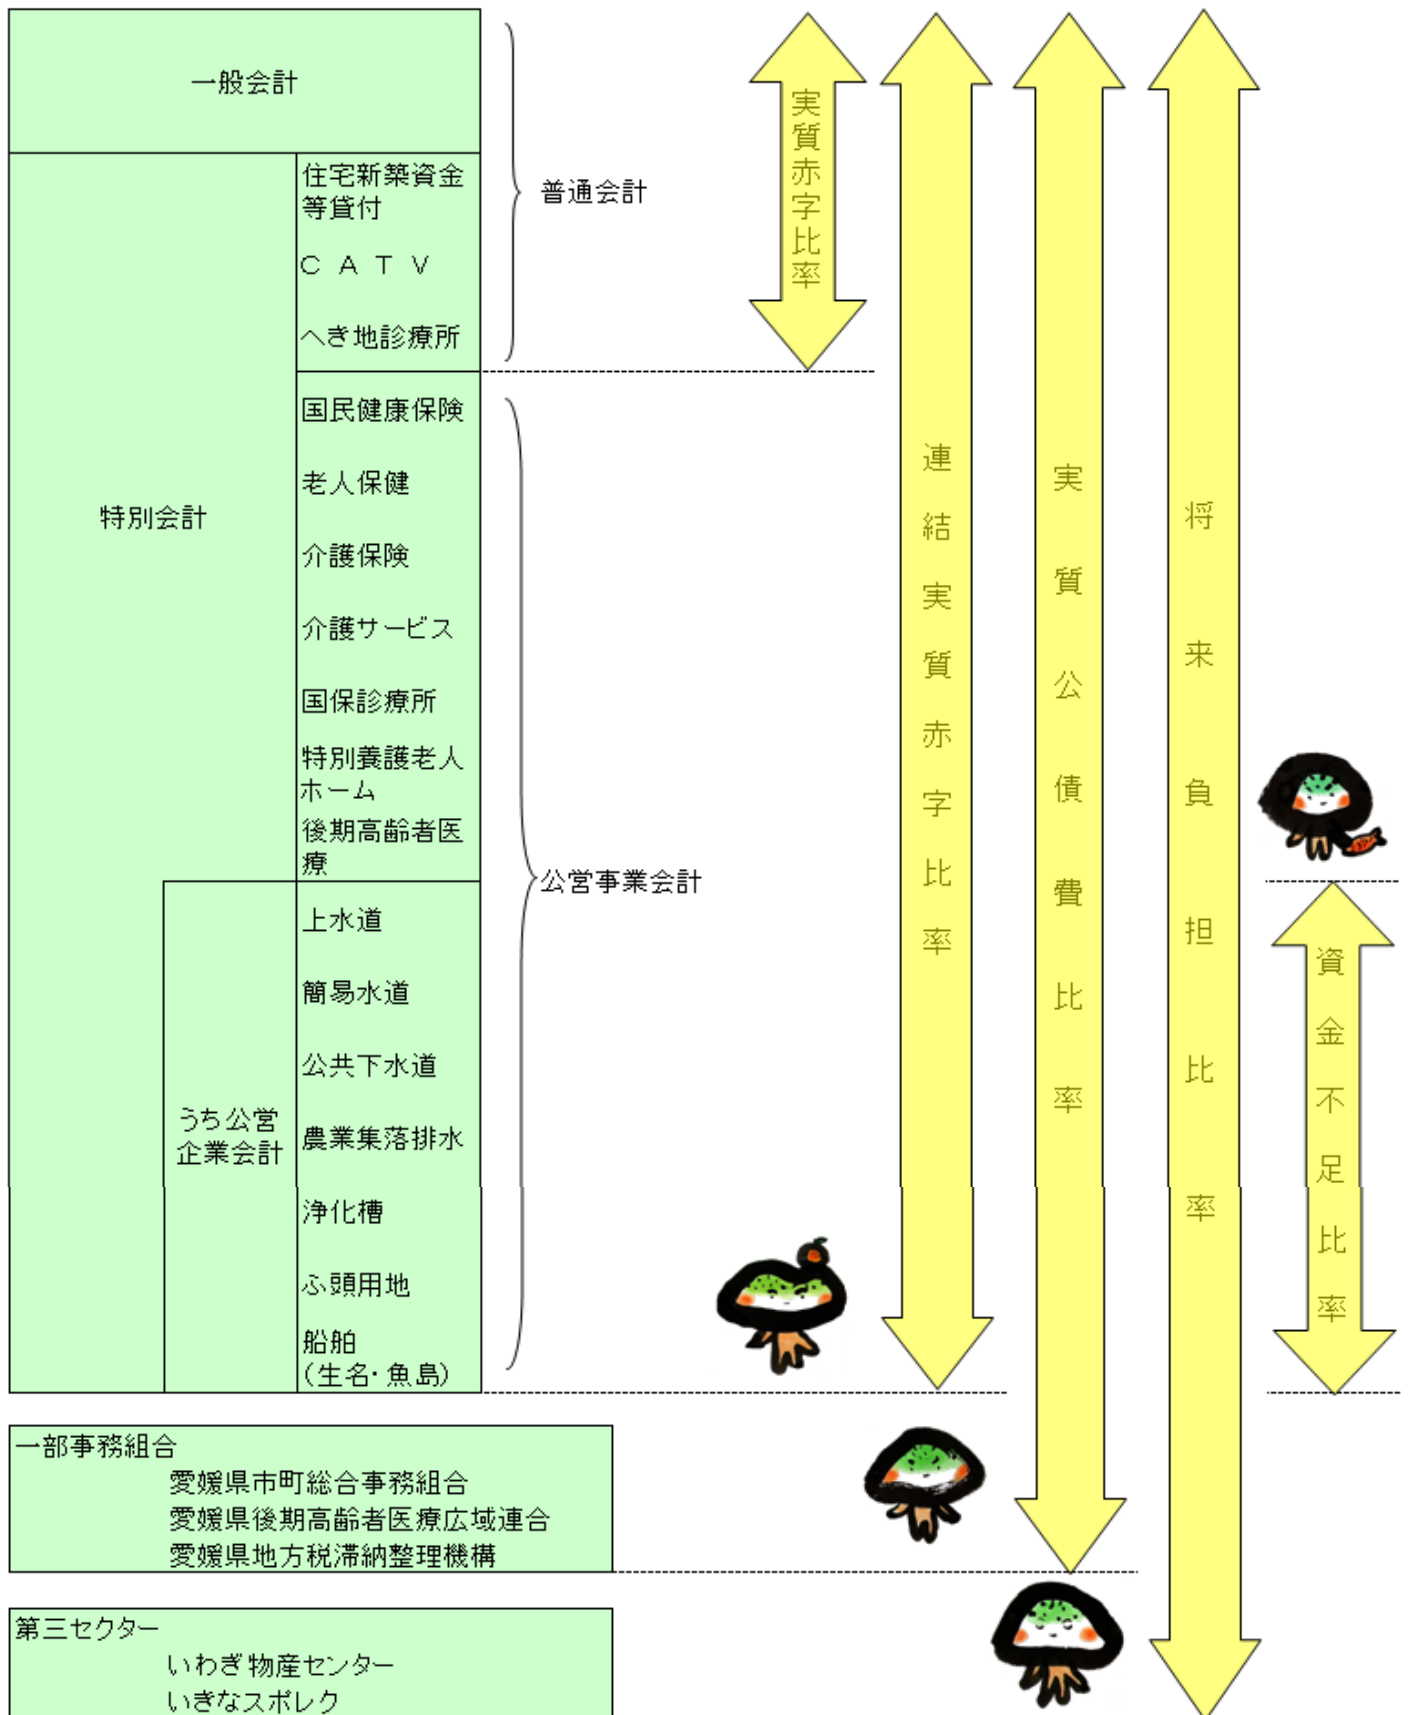 一般会計
特別会計
住宅新築資金
等貸付
ＣＡＴＶ
へき地診療所
普通会計
国民健康保険
老人保健
介護保険
介護サービス
国保診療所
特別養護老人
ホーム
後期高齢者医
療
公営事業会計
うち公営
企業会計
上水道
簡易水道
公共下水道
農業集落排水
浄化槽
ふ頭用地
船舶
（生名・魚島）
実質赤字比率
連結実質赤字比率
実質公債費比率
将来負担比率
資金不足比率
一部事務組合
愛媛県市町総合事務組合
愛媛県後期高齢者医療広域連合
愛媛県地方税滞納整理機構
第三セクター
いわぎ物産センター
いきなスポレク